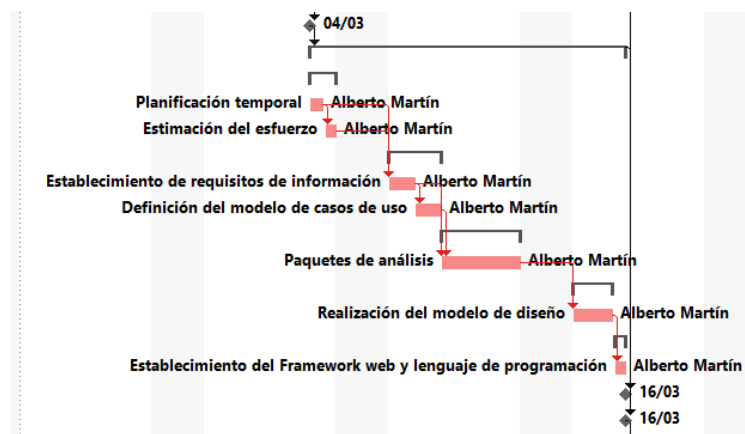 04/03
Planificación temporal Alberto Martín
Estimación del esfuerzo Alberto Martín
Establecimiento de requisitos de información Alberto Martín
Definición del modelo de casos de uso Alberto Martín
Paquetes de análisis Alberto Martín
Realización del modelo de diseño Alberto Martín
Establecimiento del Framework web y lenguaje de programación Alberto Martín
16/03
16/03